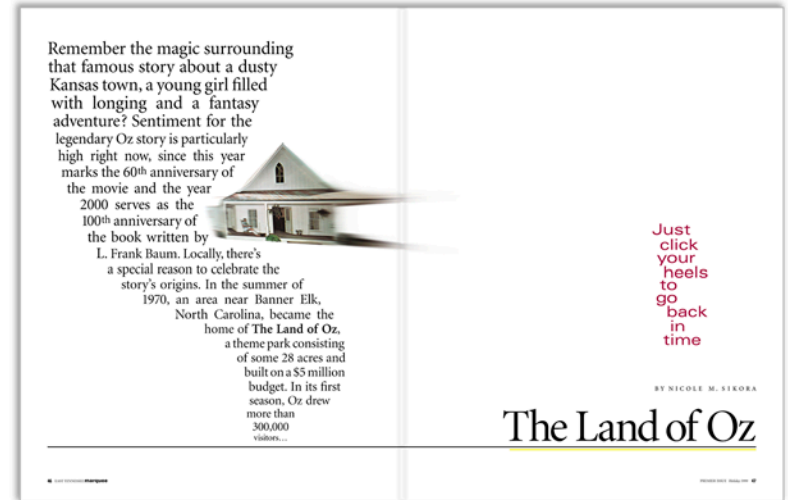 Remember the magic surrounding
that famous story about a dusty
Kansas town, a young girl filled
with longing and a fantasy
adventure? Sentiment for the
legendary Oz story is particularly
high right now, since this year
marks the 60th anniversary of
the movie and the year
2000 serves as the
100th anniversary of
the book written by
L. Frank Baum. Locally, there's
a special reason to celebrate the
story's origins. In the summer of
1970, an area near Banner Elk,
North Carolina, became the
home of The Land of Oz,
a theme park consisting
of some 28 acres and
built on a $5 million
budget. In its first
season, Oz drew
more than
300,000
visitors...
Just
click
your
heels
to
go
back
in
time
BY NICOLE M. SIKORA
The Land of Oz
marquee